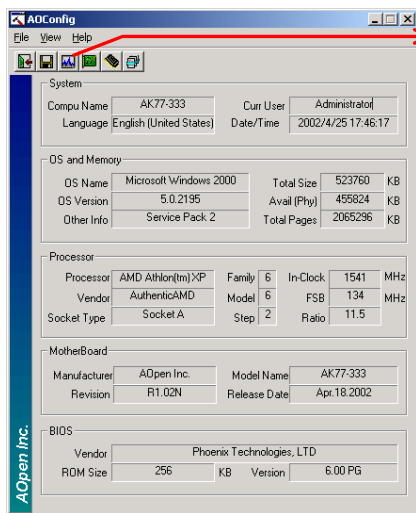 AOConfig
File View Help
System
Compu Name AK77-333 Curr User Administrator
Language English (United States) Date/Time 2002/4/25 17:46:17
OS and Memory
OS Name Microsoft Windows 2000 Total Size 523760 KB
OS Version 5.0.2195 Avail (Phy) 455824 KB
Other Info Service Pack 2 Total Pages 2065296 KB
Processor
Processor AMD Athlon(tm) XP Family 6 In-Clock 1541 MHz
Vendor AuthenticAMD Model 6 FSB 134 MHz
Socket Type Socket A Step 2 Ratio 11.5
MotherBoard
Manufacturer AOpen Inc. Model Name AK77-333
Revision R1.02N Release Date Apr.18.2002
BIOS
Vendor Phoenix Technologies, LTD
ROM Size 256 KB Version 6.00 PG
AOpen Inc.